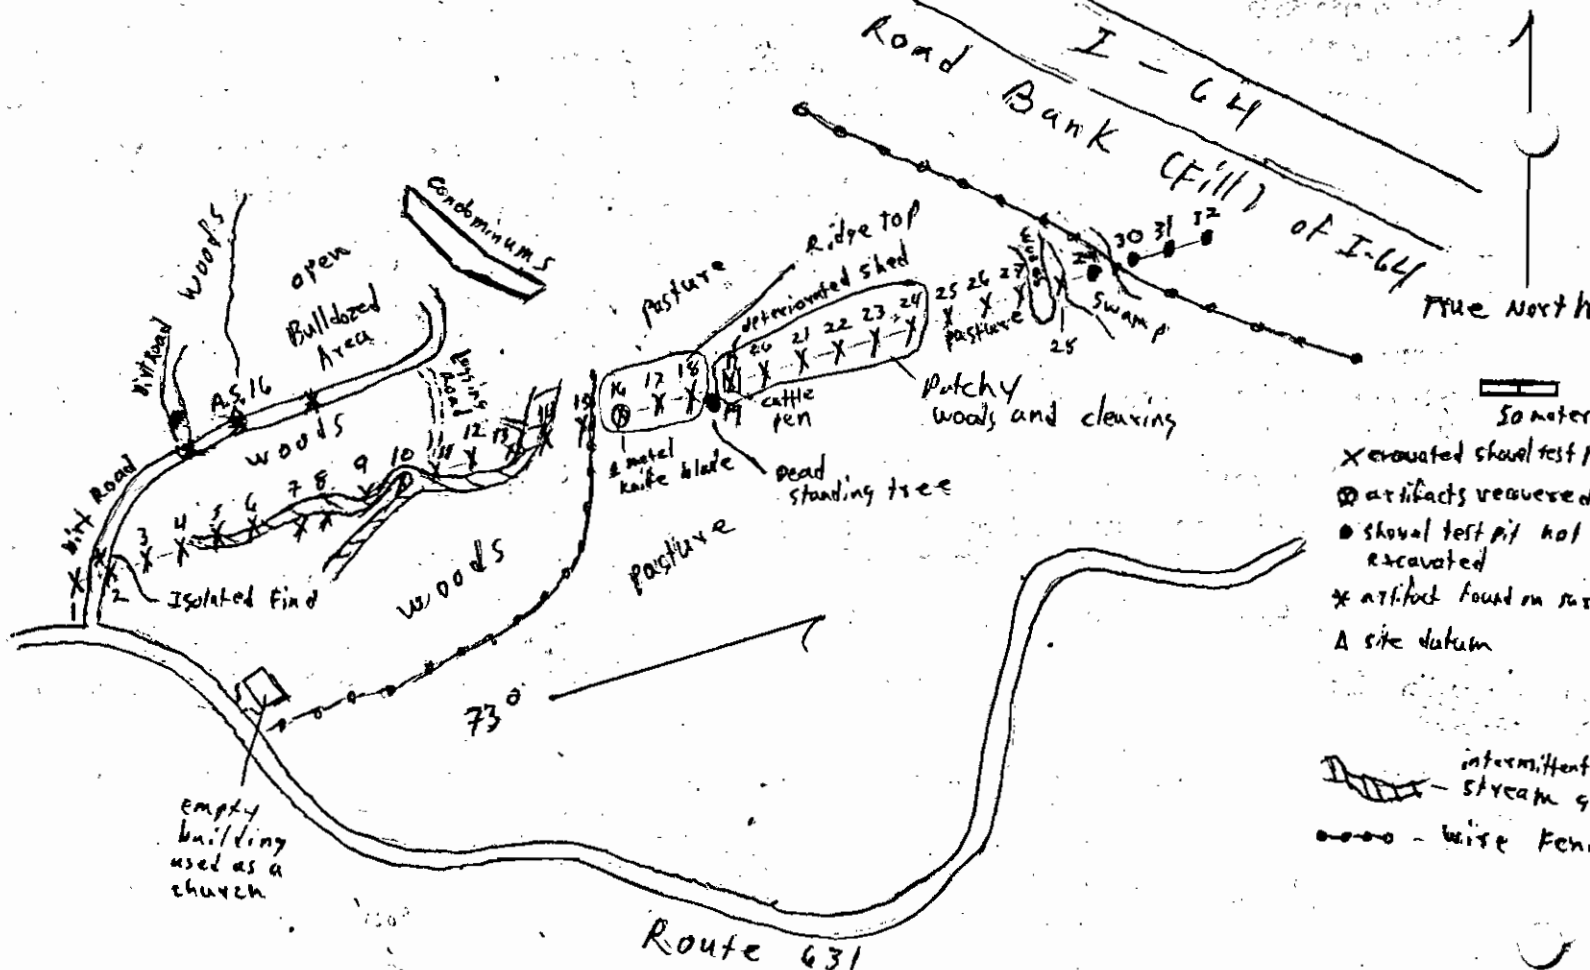 I-64
Road Bank (Fill) of I-64
True North
Condominums
woods
open
Bulldozed
Area
Dirt Road
A.S. 16
Logging
Road
woods
Dirt Road
Pasture
Ridge top
deteriorated shed
1
2
3
4
5
6
7
8
9
10
11
12
13
14
15
16
17
18
19
20
21
22
23
24
25
26
27
28
29
30
31
32
woods
Swamp
pasture
cattle
pen
Patchy
woods and clearing
1 metal
knife blade
Dead
standing tree
Isolated Find
woods
pasture
73°
empty
building
used as a
church
Route 631
50 meter
excavated shovel test
artifacts recovered
shovel test pit not
excavated
artifact found on
Δ site datum
intermittent
stream
- wire